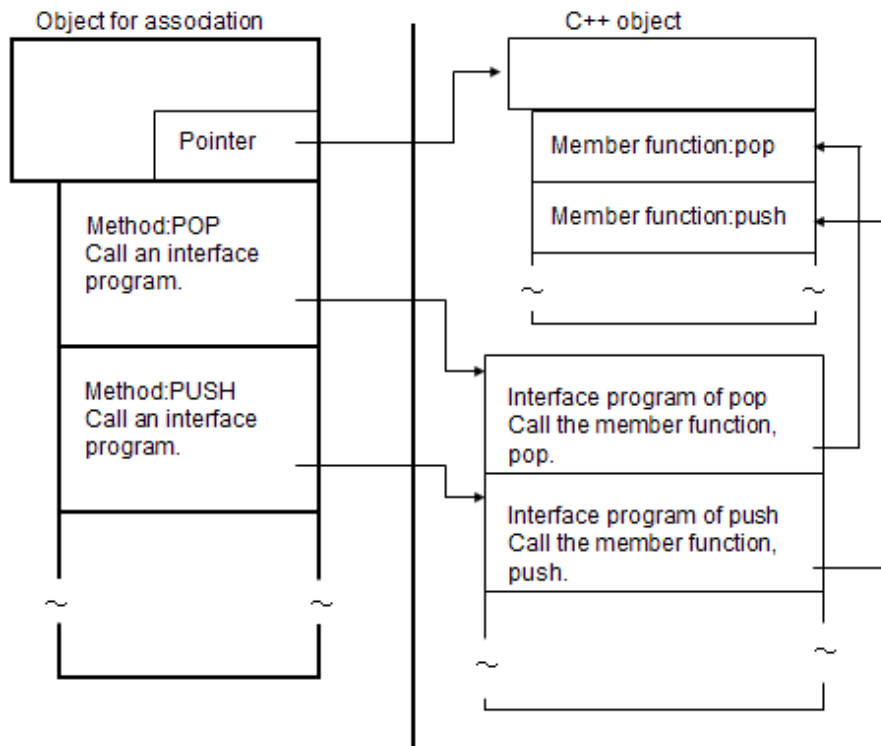 Object for association
Pointer
Method:POP
Call an interface
program.
Method:PUSH
Call an interface
program.
C++ object
Member function:pop
Member function:push
Interface program of pop
Call the member function,
pop.
Interface program of push
Call the member function,
push.